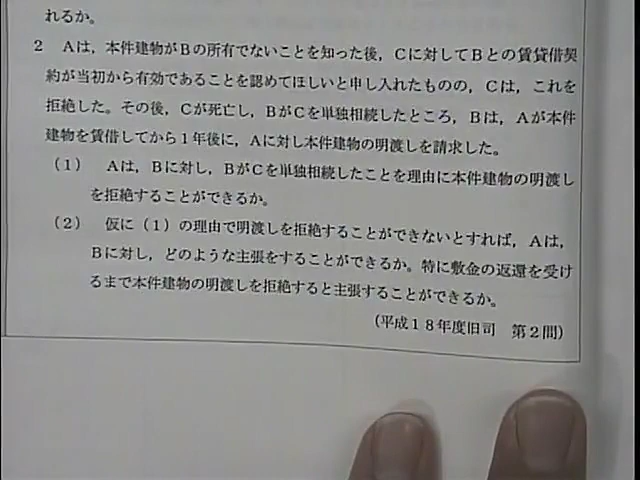 れるか。
２　Ａは，本件建物がＢの所有でないことを知った後，Ｃに対してＢとの賃貸借契
約が当初から有効であることを認めてほしいと申し入れたものの，Ｃは，これを
拒絶した。その後，Ｃが死亡し，ＢがＣを単独相続したところ，Ｂは，Ａが本件
建物を賃借してから１年後に，Ａに対し本件建物の明渡しを請求した。
（１）　Ａは，Ｂに対し，ＢがＣを単独相続したことを理由に本件建物の明渡し
を拒絶することができるか。
（２）　仮に（１）の理由で明渡しを拒絶することができないとすれば，Ａは，
Ｂに対し，どのような主張をすることができるか。特に敷金の返還を受け
るまで本件建物の明渡しを拒絶すると主張することができるか。
（平成１８年度旧司　第２問）